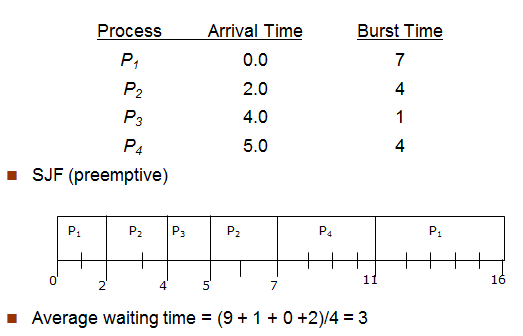 Process Arrival Time Burst Time
P1 0.0 7
P2 2.0 4
P3 4.0 1
P4 5.0 4
SJF (preemptive)
P1 P2 P3 P2 P4 P1
0 2 4 5 7 11 16
Average waiting time = (9 + 1 + 0 +2)/4 = 3